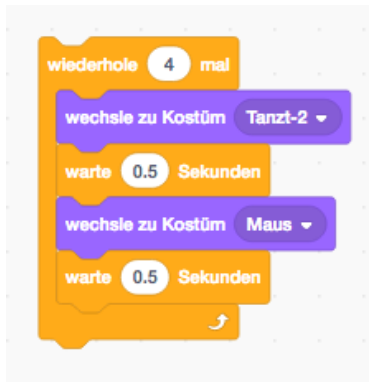 wiederhole 4 mal
wechsle zu Kostüm Tanzt-2
warte 0.5 Sekunden
wechsle zu Kostüm Maus
warte 0.5 Sekunden